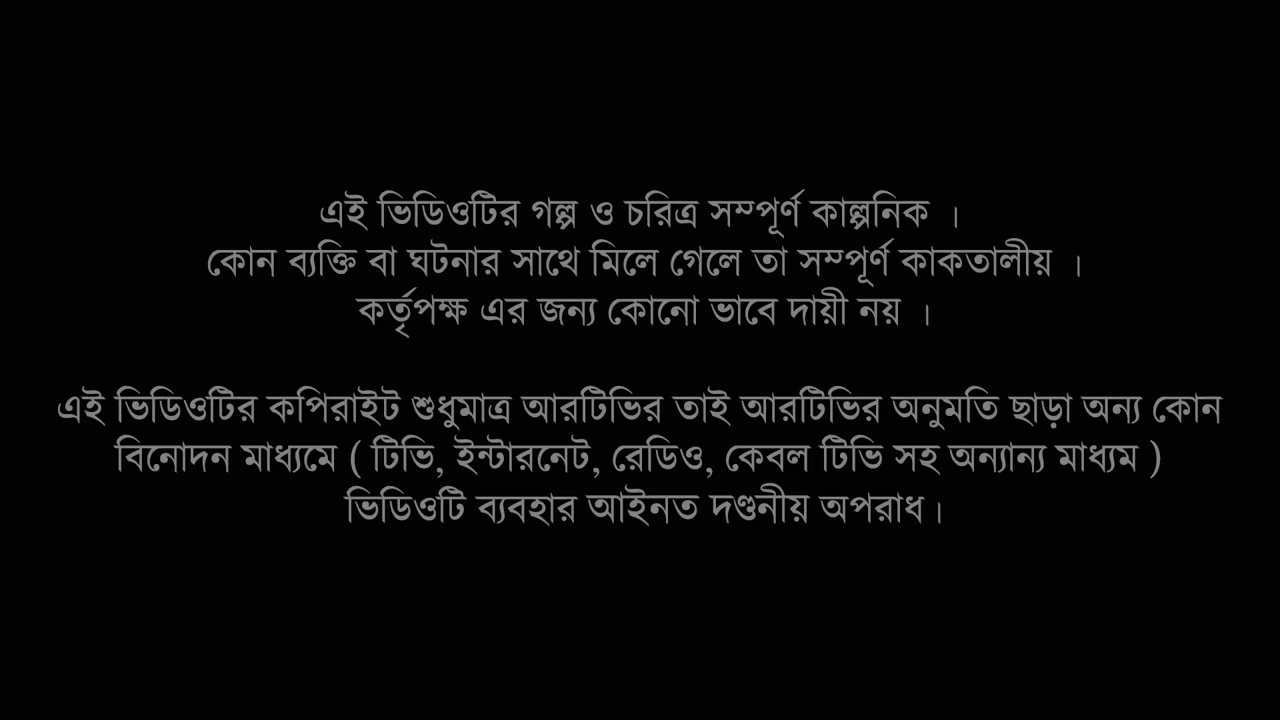 এই ভিডিওটির গল্প ও চরিত্র সম্পূর্ণ কাল্পনিক ।
কোন ব্যক্তি বা ঘটনার সাথে মিলে গেলে তা সম্পূর্ণ কাকতালীয় ।
কর্তৃপক্ষ এর জন্য কোনো ভাবে দায়ী নয় ।
এই ভিডিওটির কপিরাইট শুধুমাত্র আরটিভির তাই আরটিভির অনুমতি ছাড়া অন্য কোন
বিনোদন মাধ্যমে ( টিভি, ইন্টারনেট, রেডিও, কেবল টিভি সহ অন্যান্য মাধ্যম )
ভিডিওটি ব্যবহার আইনত দণ্ডনীয় অপরাধ।